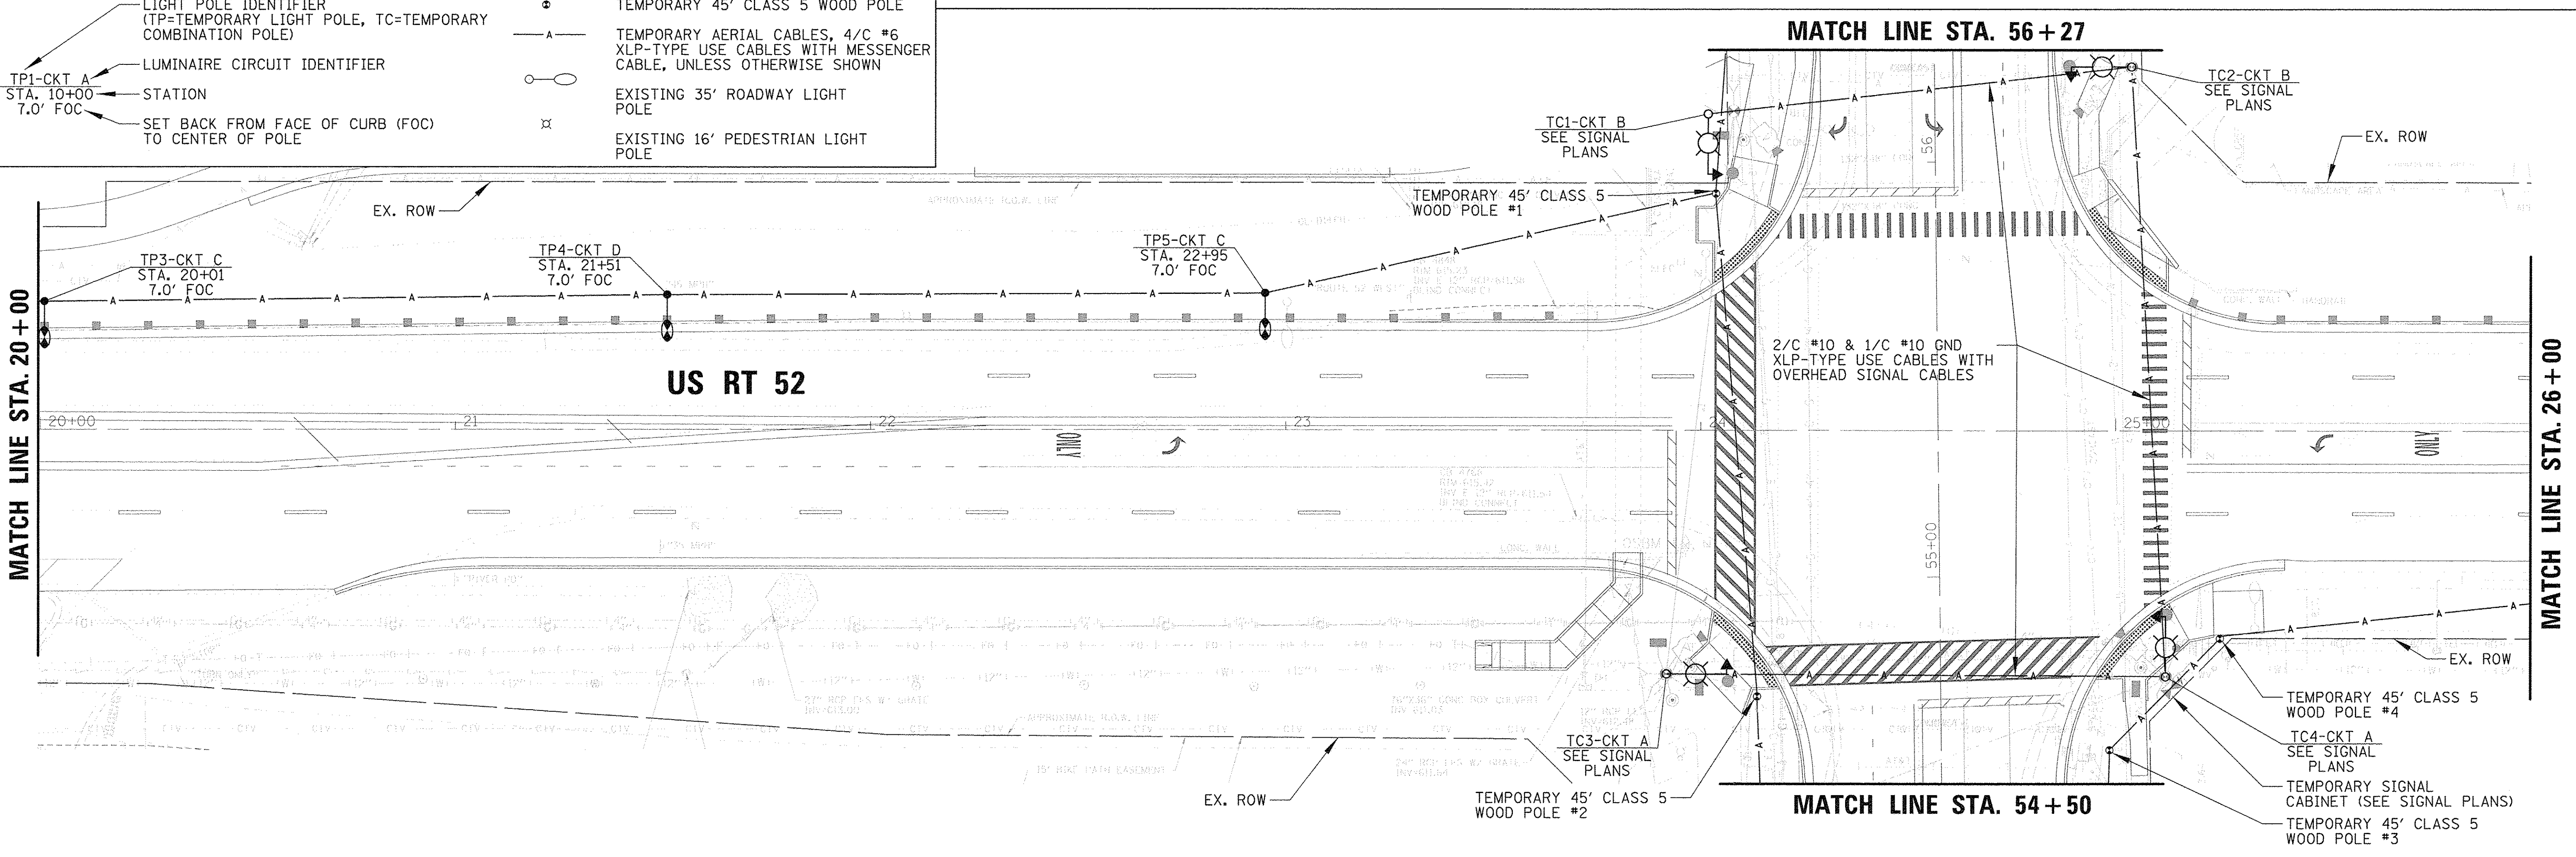 LIGHT POLE IDENTIFIER
(TP=TEMPORARY LIGHT POLE, TC=TEMPORARY
COMBINATION POLE)
TP1-CKT A
LUMINAIRE CIRCUIT IDENTIFIER
STA. 10+00
STATION
7.0' FOC
SET BACK FROM FACE OF CURB (FOC)
TO CENTER OF POLE
TEMPORARY 45' CLASS 5 WOOD POLE
A
TEMPORARY AERIAL CABLES, 4/C #6
XLP-TYPE USE CABLES WITH MESSENGER
CABLE, UNLESS OTHERWISE SHOWN
EXISTING 35' ROADWAY LIGHT
POLE
EXISTING 16' PEDESTRIAN LIGHT
POLE
MATCH LINE STA. 56+27
TC2-CKT B
SEE SIGNAL
PLANS
TC1-CKT B
SEE SIGNAL
PLANS
EX. ROW
56
TEMPORARY 45' CLASS 5
WOOD POLE #1
EX. ROW
APPROXIMATE R.O.W. LINE
TP3-CKT C
STA. 20+01
7.0' FOC
TP4-CKT D
STA. 21+51
7.0' FOC
TP5-CKT C
STA. 22+95
7.0' FOC
MATCH LINE STA. 20+00
US RT 52
2/C #10 & 1/C #10 GND
XLP-TYPE USE CABLES WITH
OVERHEAD SIGNAL CABLES
MATCH LINE STA. 26+00
20+00
21
22
23
24
25+00
ONLY
ONLY
55+00
CONC. WALL
APPROXIMATE R.O.W. LINE
15' BIKE PATH EASEMENT
EX. ROW
EX. ROW
TC3-CKT A
SEE SIGNAL
PLANS
TEMPORARY 45' CLASS 5
WOOD POLE #2
MATCH LINE STA. 54+50
TEMPORARY 45' CLASS 5
WOOD POLE #4
TC4-CKT A
SEE SIGNAL
PLANS
TEMPORARY SIGNAL
CABINET (SEE SIGNAL PLANS)
TEMPORARY 45' CLASS 5
WOOD POLE #3